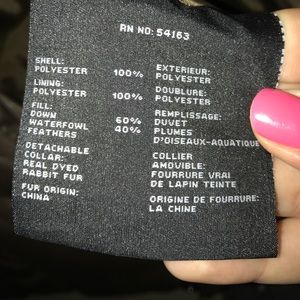 RN NO: 54163
SHELL:
POLYESTER 100%
LINING:
POLYESTER 100%
FILL:
DOWN 60%
WATERFOWL 40%
FEATHERS
DETACHABLE
COLLAR:
REAL DYED
RABBIT FUR
FUR ORIGIN:
CHINA
EXTERIEUR:
POLYESTER
DOUBLURE:
POLYESTER
REMPLISSAGE:
DUVET
PLUMES
D'OISEAUX-AQUATIQUE
COLLIER
AMOVIBLE:
FOURRURE VRAI
DE LAPIN TEINTE
ORIGINE DE FOURRURE:
LA CHINE